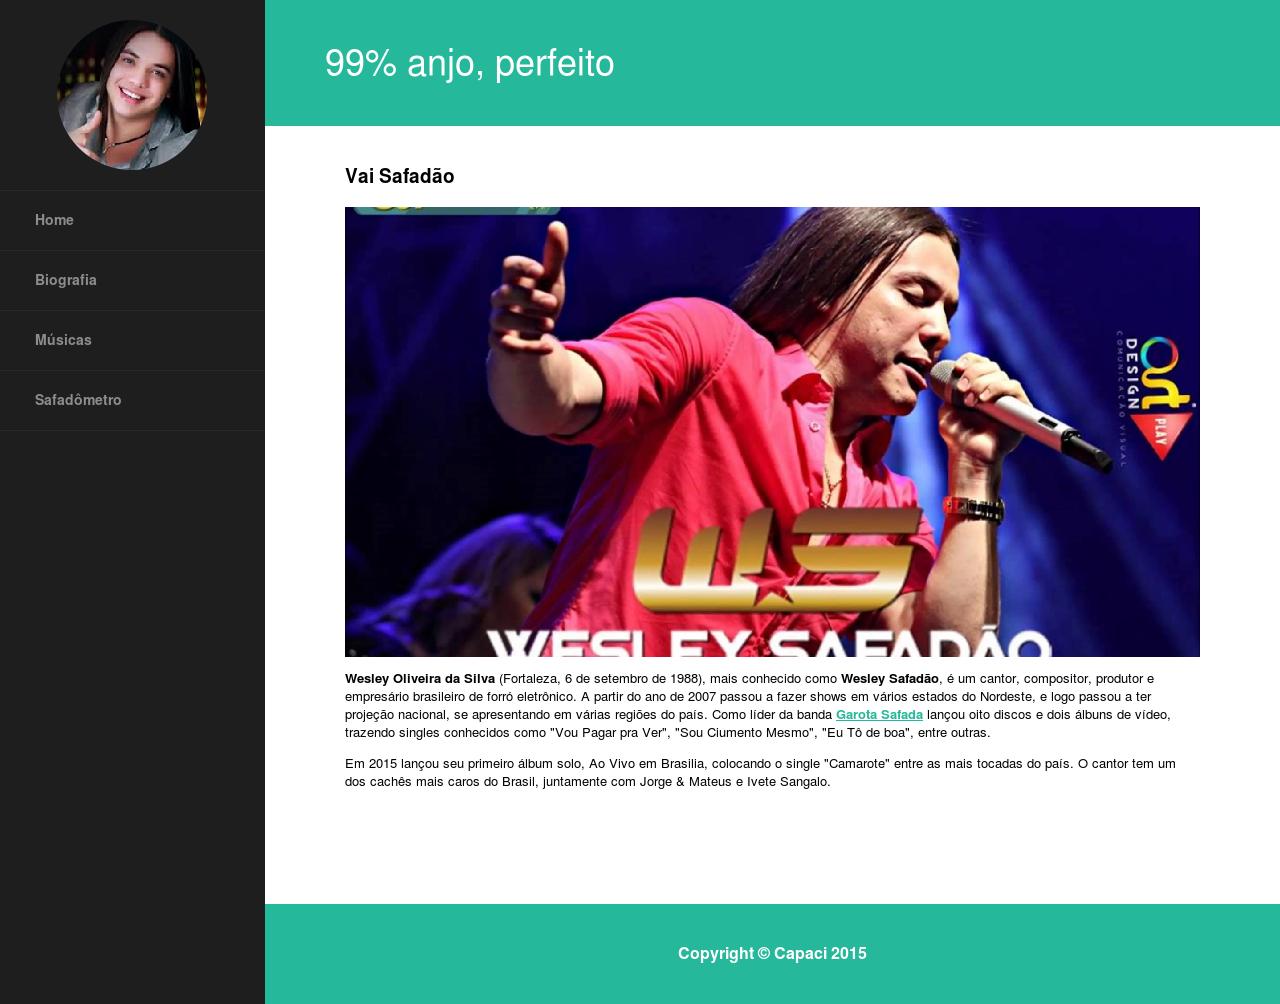 99% anjo, perfeito
Home
Biografia
Músicas
Safadômetro
Vai Safadão
art
PLAY
DESIGN
COMUNICAÇÃO VISUAL
WS
WESLEY SAFADÃO
Wesley Oliveira da Silva (Fortaleza, 6 de setembro de 1988), mais conhecido como Wesley Safadão, é um cantor, compositor, produtor e
empresário brasileiro de forró eletrônico. A partir do ano de 2007 passou a fazer shows em vários estados do Nordeste, e logo passou a ter
projeção nacional, se apresentando em várias regiões do país. Como líder da banda Garota Safada lançou oito discos e dois álbuns de vídeo,
trazendo singles conhecidos como "Vou Pagar pra Ver", "Sou Ciumento Mesmo", "Eu Tô de boa", entre outras.
Em 2015 lançou seu primeiro álbum solo, Ao Vivo em Brasilia, colocando o single "Camarote" entre as mais tocadas do país. O cantor tem um
dos cachês mais caros do Brasil, juntamente com Jorge & Mateus e Ivete Sangalo.
Copyright © Capaci 2015